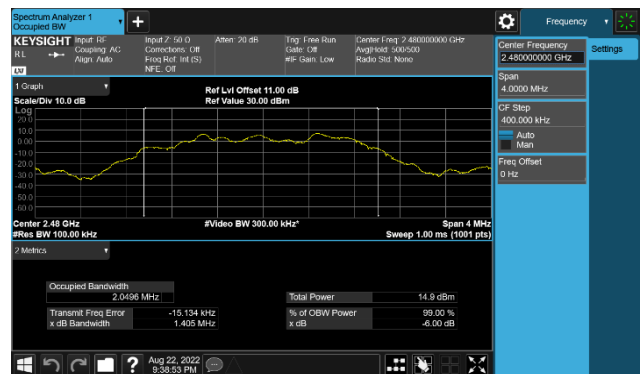 Spectrum Analyzer 1
Occupied BW
Frequency
KEYSIGHT
RL
Input: RF
Coupling: AC
Align: Auto
Input Z: 50 Ω
Corrections: Off
Freq Ref: Int (S)
NFE: Off
Atten: 20 dB
Trig: Free Run
Gate: Off
#IF Gain: Low
Center Freq: 2.480000000 GHz
Avg|Hold: 500/500
Radio Std: None
LXI
Center Frequency
2.480000000 GHz
Settings
Span
4.0000 MHz
CF Step
400.000 kHz
Auto
Man
Freq Offset
0 Hz
1 Graph
Scale/Div 10.0 dB
Ref Lvl Offset 11.00 dB
Ref Value 30.00 dBm
Log
20.0
10.0
0.00
-10.0
-20.0
-30.0
-40.0
-50.0
-60.0
Center 2.48 GHz
#Res BW 100.00 kHz
#Video BW 300.00 kHz*
Span 4 MHz
Sweep 1.00 ms (1001 pts)
2 Metrics
Occupied Bandwidth
2.0496 MHz
Total Power 14.9 dBm
Transmit Freq Error -15.134 kHz
% of OBW Power 99.00 %
x dB Bandwidth 1.405 MHz
x dB -6.00 dB
Aug 22, 2022
9:38:53 PM